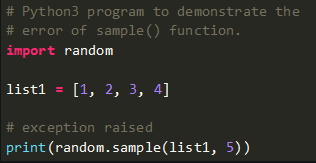 # Python3 program to demonstrate the
# error of sample() function.
import random
list1 = [1, 2, 3, 4]
# exception raised
print(random.sample(list1, 5))